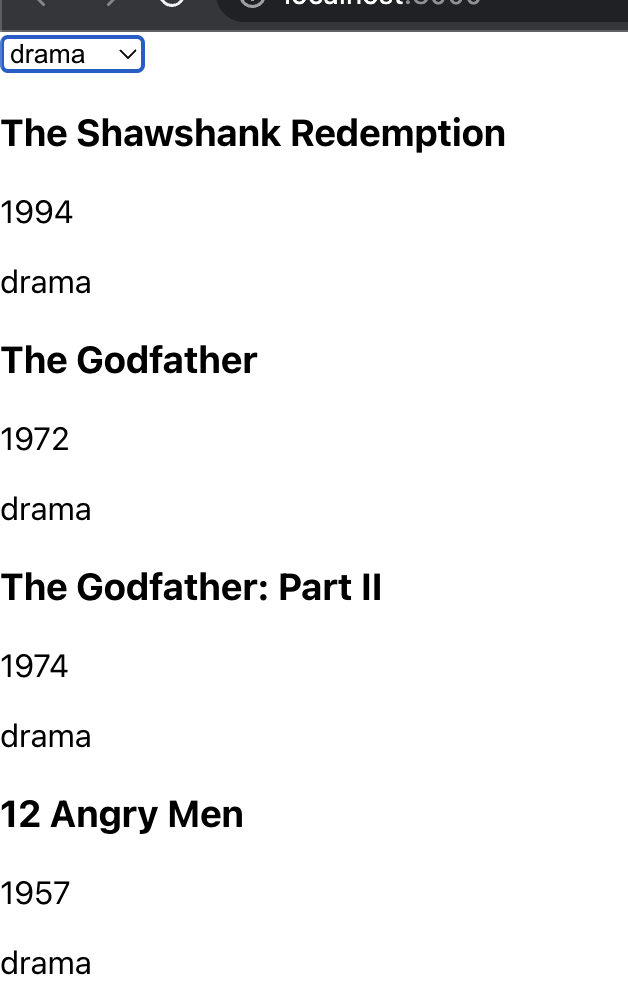 drama
The Shawshank Redemption
1994
drama
The Godfather
1972
drama
The Godfather: Part II
1974
drama
12 Angry Men
1957
drama